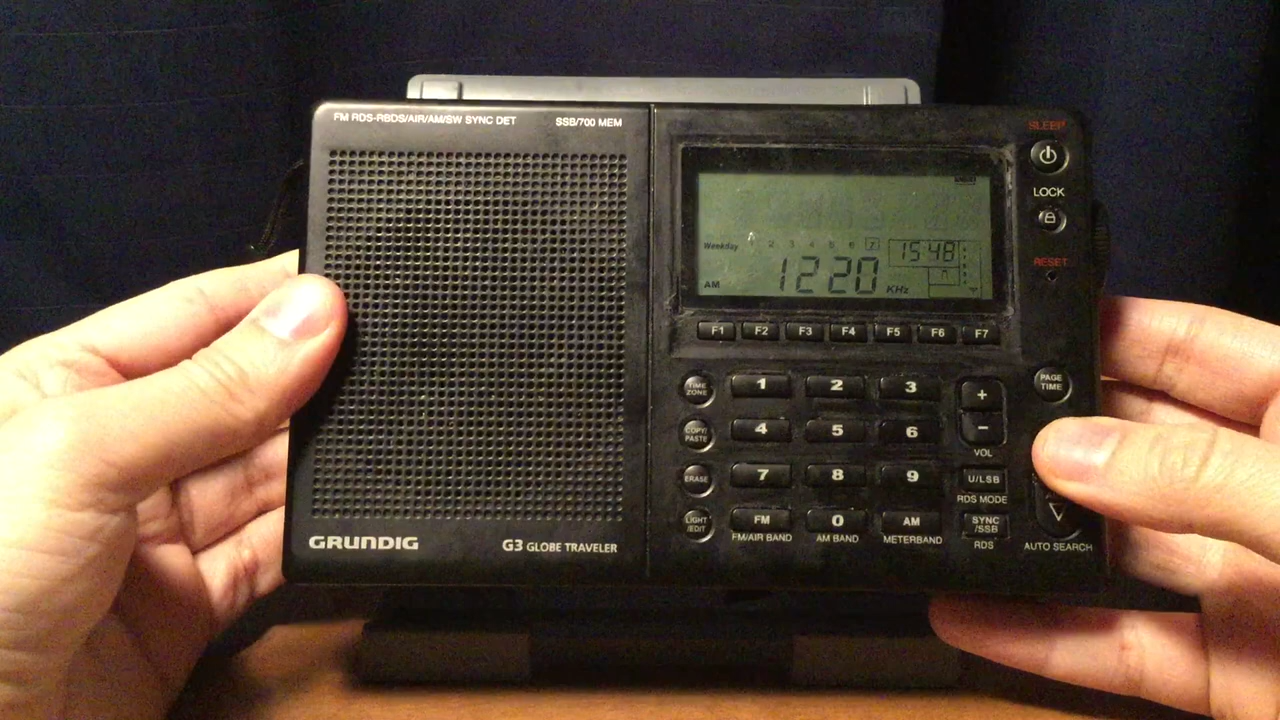 FM RDS-RBDS/AIR/AM/SW SYNC DET SSB/700 MEM
SLEEP
LOCK
RESET
Weekday 2 3 4 5 6 7 15:48
AM 1220 KHz
F1 F2 F3 F4 F5 F6 F7
TIME ZONE 1 2 3 + PAGE TIME
COPY/PASTE 4 5 6 -
VOL
ERASE 7 8 9 U/LSB
RDS MODE
LIGHT/EDIT FM 0 AM SYNC/SSB
FM/AIR BAND AM BAND METERBAND RDS AUTO SEARCH
GRUNDIG G3 GLOBE TRAVELER